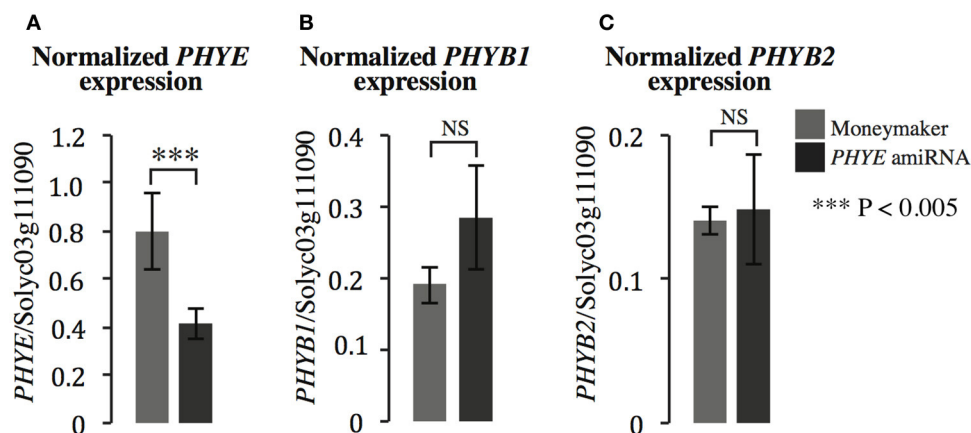 A
Normalized PHYE
expression
PHYE/Solyc03g111090
1.2
1.0
0.8
0.6
0.4
0.2
0
***
B
Normalized PHYB1
expression
PHYB1/Solyc03g111090
0.4
0.3
0.2
0.1
0
NS
C
Normalized PHYB2
expression
PHYB2/Solyc03g111090
0.2
0.1
0
NS
Moneymaker
PHYE amiRNA
*** P < 0.005